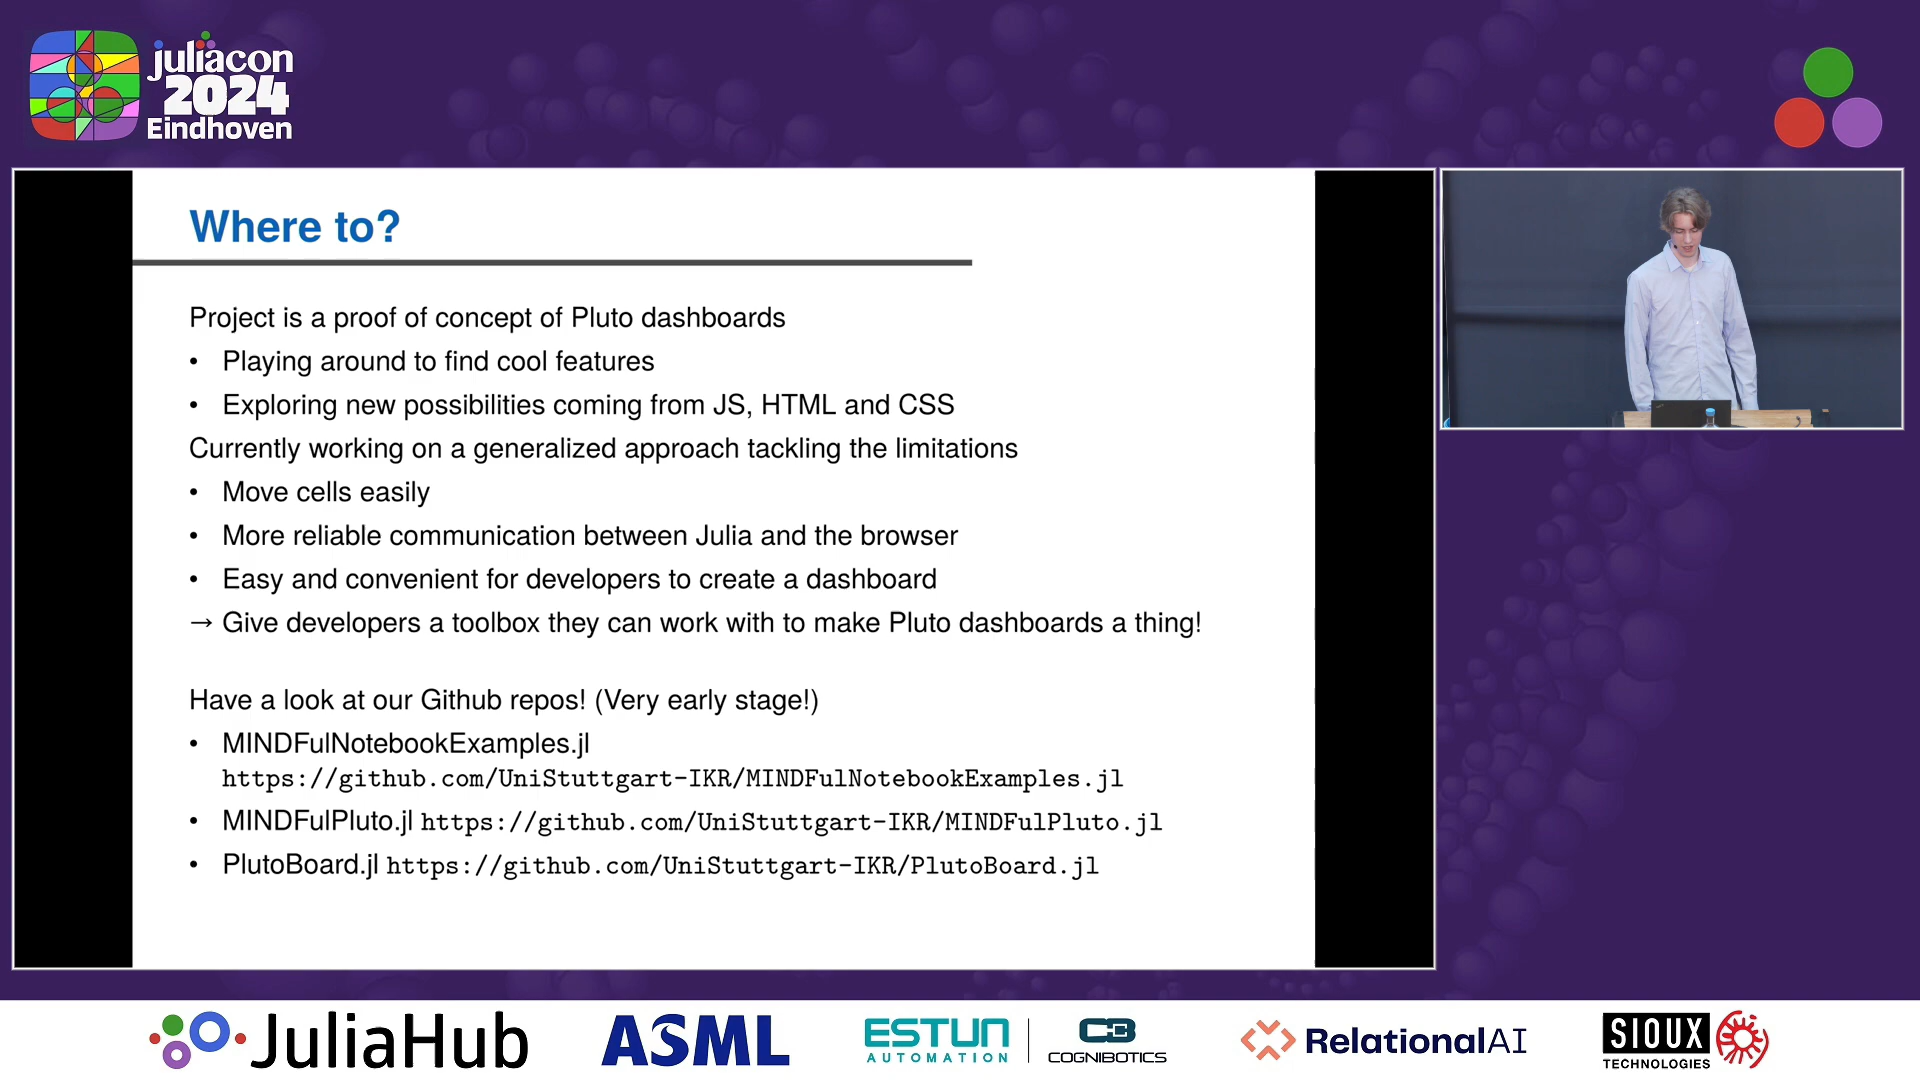 juliacon
2024
Eindhoven
Where to?
Project is a proof of concept of Pluto dashboards
• Playing around to find cool features
• Exploring new possibilities coming from JS, HTML and CSS
Currently working on a generalized approach tackling the limitations
• Move cells easily
• More reliable communication between Julia and the browser
• Easy and convenient for developers to create a dashboard
→ Give developers a toolbox they can work with to make Pluto dashboards a thing!
Have a look at our Github repos! (Very early stage!)
• MINDFulNotebookExamples.jl
https://github.com/UniStuttgart-IKR/MINDFulNotebookExamples.jl
• MINDFulPluto.jl https://github.com/UniStuttgart-IKR/MINDFulPluto.jl
• PlutoBoard.jl https://github.com/UniStuttgart-IKR/PlutoBoard.jl
JuliaHub
ASML
ESTUN
AUTOMATION
COGNIBOTICS
RelationalAI
SIOUX
TECHNOLOGIES